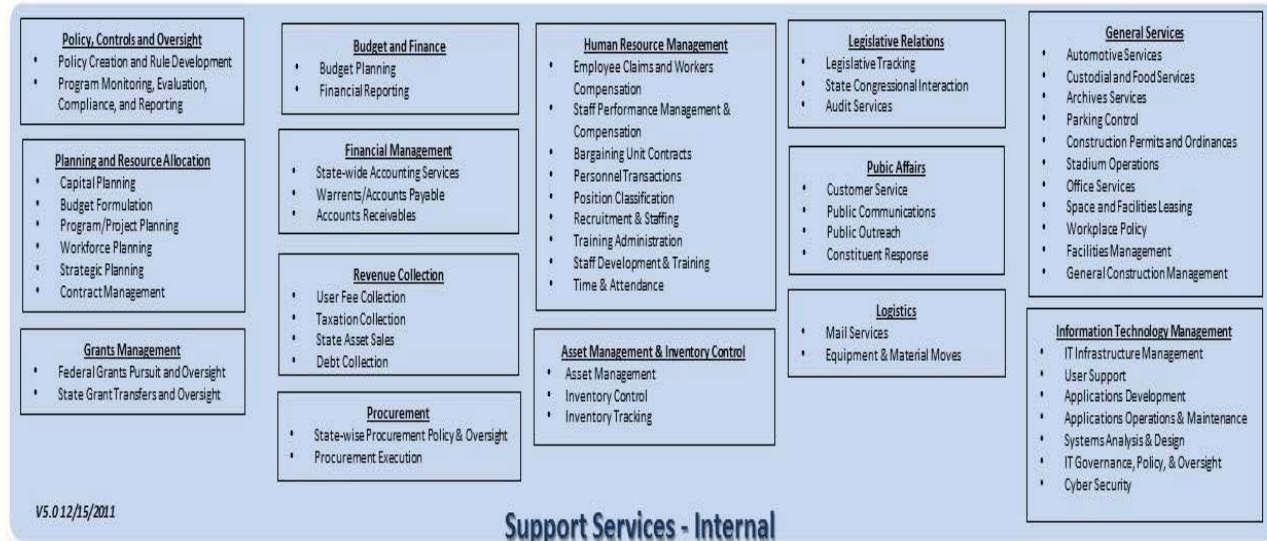 Policy, Controls and Oversight
• Policy Creation and Rule Development
• Program Monitoring, Evaluation,
Compliance, and Reporting
Planning and Resource Allocation
• Capital Planning
• Budget Formulation
• Program/Project Planning
• Workforce Planning
• Strategic Planning
• Contract Management
Grants Management
• Federal Grants Pursuit and Oversight
• State Grant Transfers and Oversight
Budget and Finance
• Budget Planning
• Financial Reporting
Financial Management
• State-wide Accounting Services
• Warrents/Accounts Payable
• Accounts Receivables
Revenue Collection
• User Fee Collection
• Taxation Collection
• State Asset Sales
• Debt Collection
Procurement
• State-wise Procurement Policy & Oversight
• Procurement Execution
Human Resource Management
• Employee Claims and Workers
Compensation
• Staff Performance Management &
Compensation
• Bargaining Unit Contracts
• Personnel Transactions
• Position Classification
• Recruitment & Staffing
• Training Administration
• Staff Development & Training
• Time & Attendance
Asset Management & Inventory Control
• Asset Management
• Inventory Control
• Inventory Tracking
Legislative Relations
• Legislative Tracking
• State Congressional Interaction
• Audit Services
Pubic Affairs
• Customer Service
• Public Communications
• Public Outreach
• Constituent Response
Logistics
• Mail Services
• Equipment & Material Moves
General Services
• Automotive Services
• Custodial and Food Services
• Archives Services
• Parking Control
• Construction Permits and Ordinances
• Stadium Operations
• Office Services
• Space and Facilities Leasing
• Workplace Policy
• Facilities Management
• General Construction Management
Information Technology Management
• IT Infrastructure Management
• User Support
• Applications Development
• Applications Operations & Maintenance
• Systems Analysis & Design
• IT Governance, Policy, & Oversight
• Cyber Security
V5.0 12/15/2011
Support Services - Internal